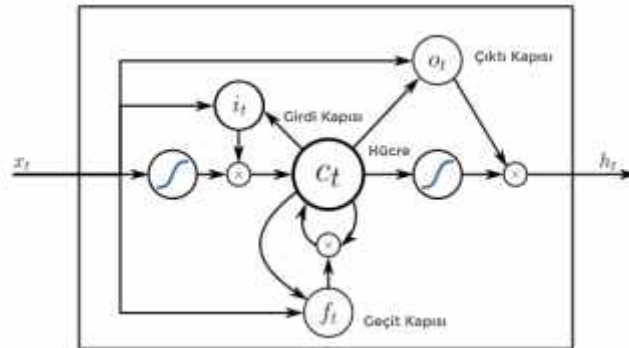 o_t Çıktı Kapısı
i_t Girdi Kapısı
x_t
×
c_t
Hücre
×
h_t
×
f_t
Geçit Kapısı